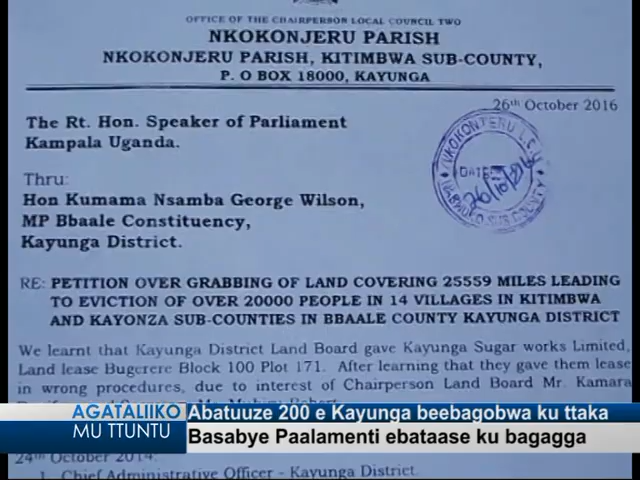 OFFICE OF THE CHAIRPERSON LOCAL COUNCIL TWO
NKOKONJERU PARISH
NKOKONJERU PARISH, KITIMBWA SUB-COUNTY,
P. O BOX 18000, KAYUNGA
26th October 2016
The Rt. Hon. Speaker of Parliament
Kampala Uganda.
NKOKONJERU L.C.
DATE
26/10/
Thru:
Hon Kumama Nsamba George Wilson,
MP Bbaale Constituency,
Kayunga District.
RE: PETITION OVER GRABBING OF LAND COVERING 25559 MILES LEADING
TO EVICTION OF OVER 20000 PEOPLE IN 14 VILLAGES IN KITIMBWA
AND KAYONZA SUB-COUNTIES IN BBAALE COUNTY KAYUNGA DISTRICT
We learnt that Kayunga District Land Board gave Kayunga Sugar works Limited,
Land lease Bugerere Block 100 Plot 171. After learning that they gave them lease
in wrong procedures, due to interest of Chairperson Land Board Mr. Kamara
AGATALIIKO
MU TTUNTU
Abatuuze 200 e Kayunga beebagobwa ku ttaka
Basabye Paalamenti ebataase ku bagagga
24th October 2014
1. Chief Administrative Officer - Kayunga District.